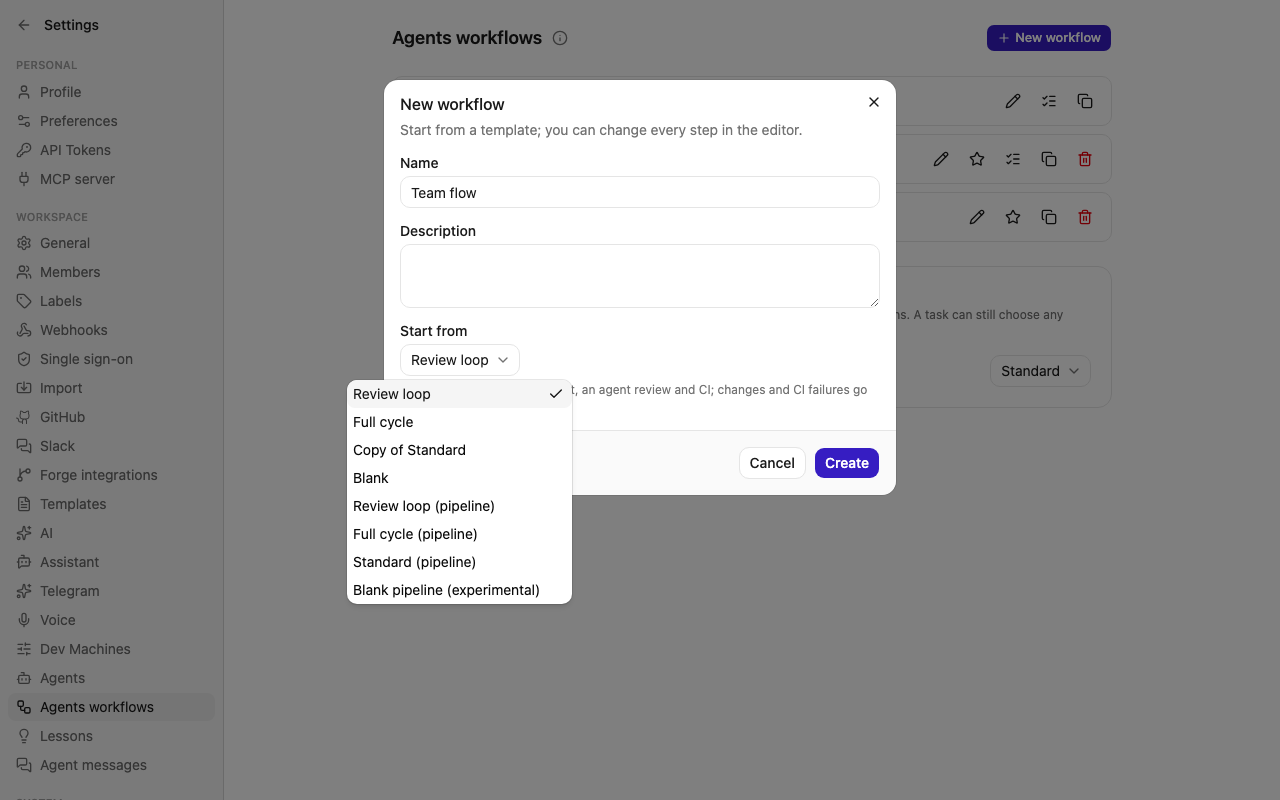 Settings
PERSONAL
Profile
Preferences
API Tokens
MCP server
WORKSPACE
General
Members
Labels
Webhooks
Single sign-on
Import
GitHub
Slack
Forge integrations
Templates
AI
Assistant
Telegram
Voice
Dev Machines
Agents
Agents workflows
Lessons
Agent messages
Agents workflows
New workflow
New workflow
Start from a template; you can change every step in the editor.
Name
Team flow
Description
Start from
Review loop
an agent review and CI; changes and CI failures go
Review loop
Full cycle
Copy of Standard
Blank
Review loop (pipeline)
Full cycle (pipeline)
Standard (pipeline)
Blank pipeline (experimental)
Cancel
Create
A task can still choose any
Standard